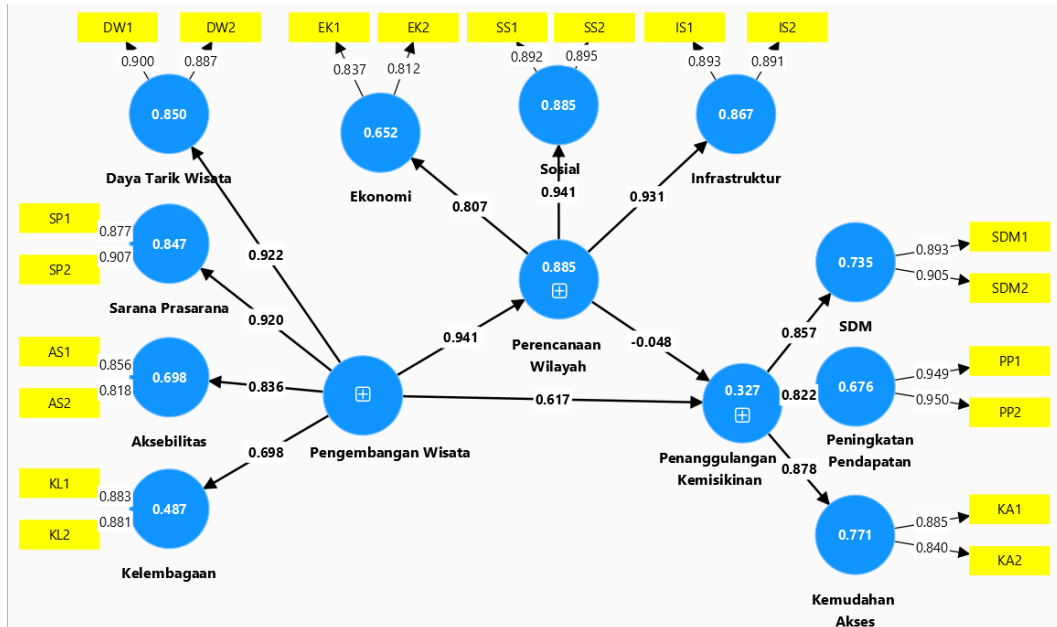 DW1
DW2
EK1
EK2
SS1
SS2
IS1
IS2
0.900
0.887
0.837
0.812
0.892
0.895
0.893
0.891
0.850
0.652
0.885
0.867
Daya Tarik Wisata
Ekonomi
Sosial
Infrastruktur
0.807
0.941
0.931
SP1
SP2
0.877
0.907
0.847
Sarana Prasarana
0.922
0.920
AS1
AS2
0.856
0.818
0.698
Aksebilitas
0.836
KL1
KL2
0.883
0.881
0.487
Kelembagaan
0.698
Pengembangan Wisata
0.941
0.617
0.885
Perencanaan
Wilayah
-0.048
0.327
Penanggulangan
Kemisikinan
0.857
0.822
0.878
0.735
SDM
0.893
0.905
SDM1
SDM2
0.676
Peningkatan
Pendapatan
0.949
0.950
PP1
PP2
0.771
Kemudahan
Akses
0.885
0.840
KA1
KA2